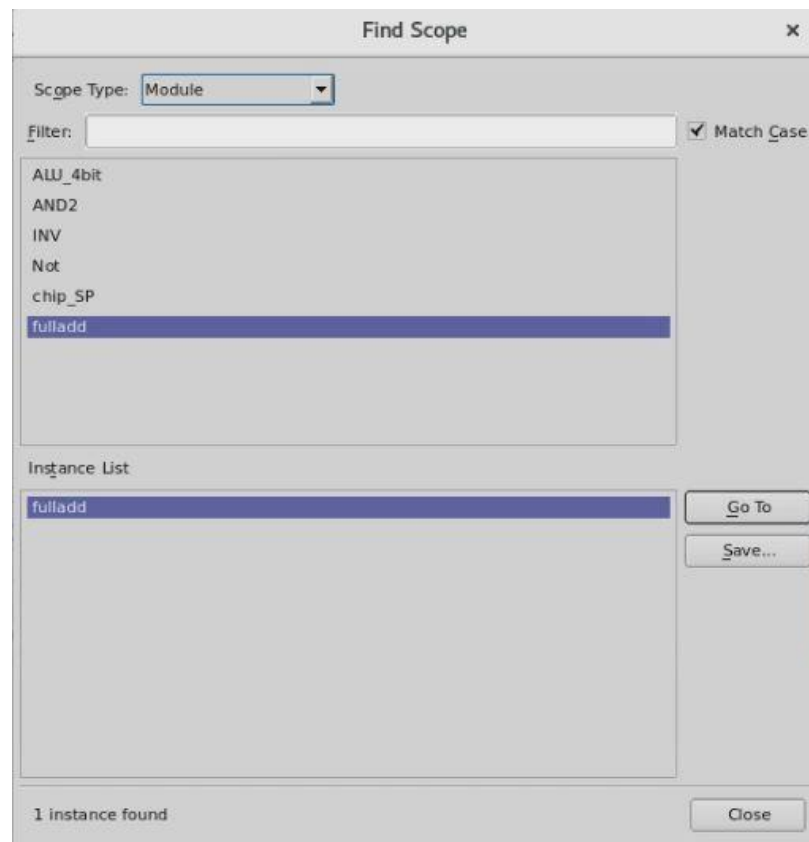 Find Scope
Scope Type: Module
Filter: Match Case
ALU_4bit
AND2
INV
Not
chip_SP
fulladd
Instance List
fulladd
Go To
Save...
1 instance found
Close